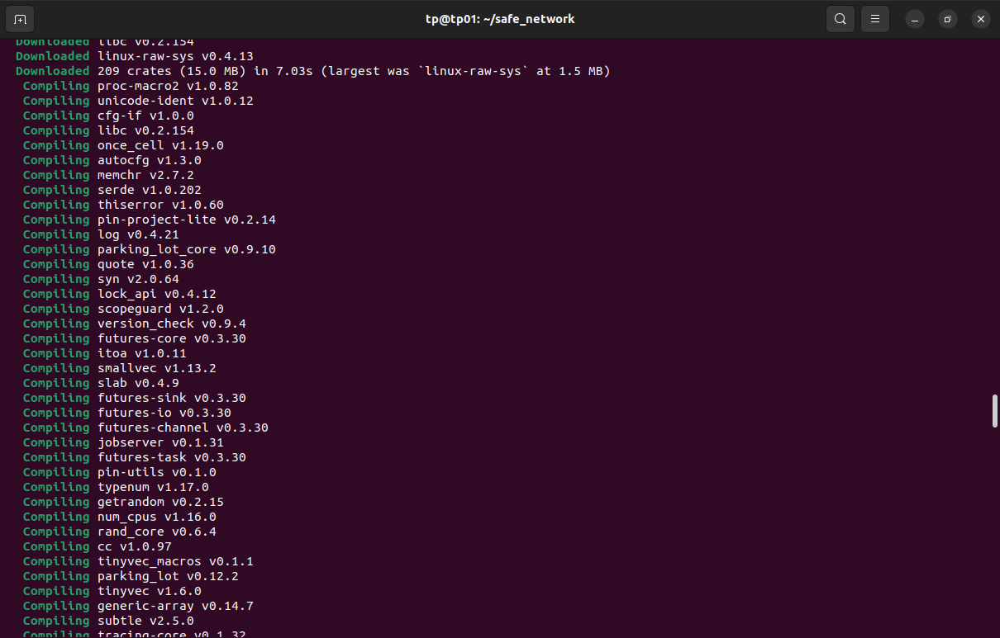 tp@tp01: ~/safe_network
Downloaded libc v0.2.154
Downloaded linux-raw-sys v0.4.13
Downloaded 209 crates (15.0 MB) in 7.03s (largest was `linux-raw-sys` at 1.5 MB)
Compiling proc-macro2 v1.0.82
Compiling unicode-ident v1.0.12
Compiling cfg-if v1.0.0
Compiling libc v0.2.154
Compiling once_cell v1.19.0
Compiling autocfg v1.3.0
Compiling memchr v2.7.2
Compiling serde v1.0.202
Compiling thiserror v1.0.60
Compiling pin-project-lite v0.2.14
Compiling log v0.4.21
Compiling parking_lot_core v0.9.10
Compiling quote v1.0.36
Compiling syn v2.0.64
Compiling lock_api v0.4.12
Compiling scopeguard v1.2.0
Compiling version_check v0.9.4
Compiling futures-core v0.3.30
Compiling itoa v1.0.11
Compiling smallvec v1.13.2
Compiling slab v0.4.9
Compiling futures-sink v0.3.30
Compiling futures-io v0.3.30
Compiling futures-channel v0.3.30
Compiling jobserver v0.1.31
Compiling futures-task v0.3.30
Compiling pin-utils v0.1.0
Compiling typenum v1.17.0
Compiling getrandom v0.2.15
Compiling num_cpus v1.16.0
Compiling rand_core v0.6.4
Compiling cc v1.0.97
Compiling tinyvec_macros v0.1.1
Compiling parking_lot v0.12.2
Compiling tinyvec v1.6.0
Compiling generic-array v0.14.7
Compiling subtle v2.5.0
Compiling tracing-core v0.1.32